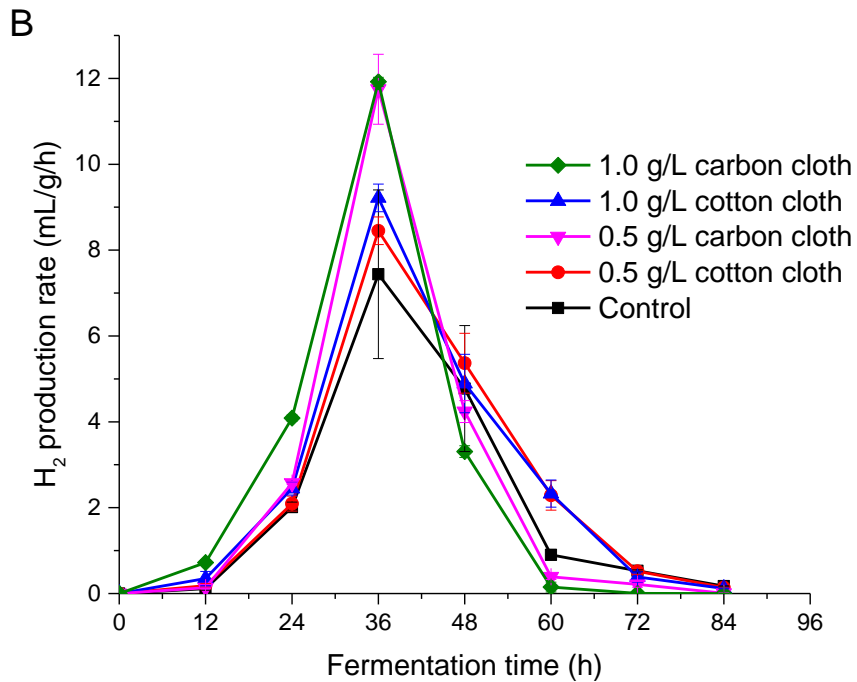 B
H2 production rate (mL/g/h)
12
10
8
6
4
2
0
1.0 g/L carbon cloth
1.0 g/L cotton cloth
0.5 g/L carbon cloth
0.5 g/L cotton cloth
Control
0 12 24 36 48 60 72 84 96
Fermentation time (h)